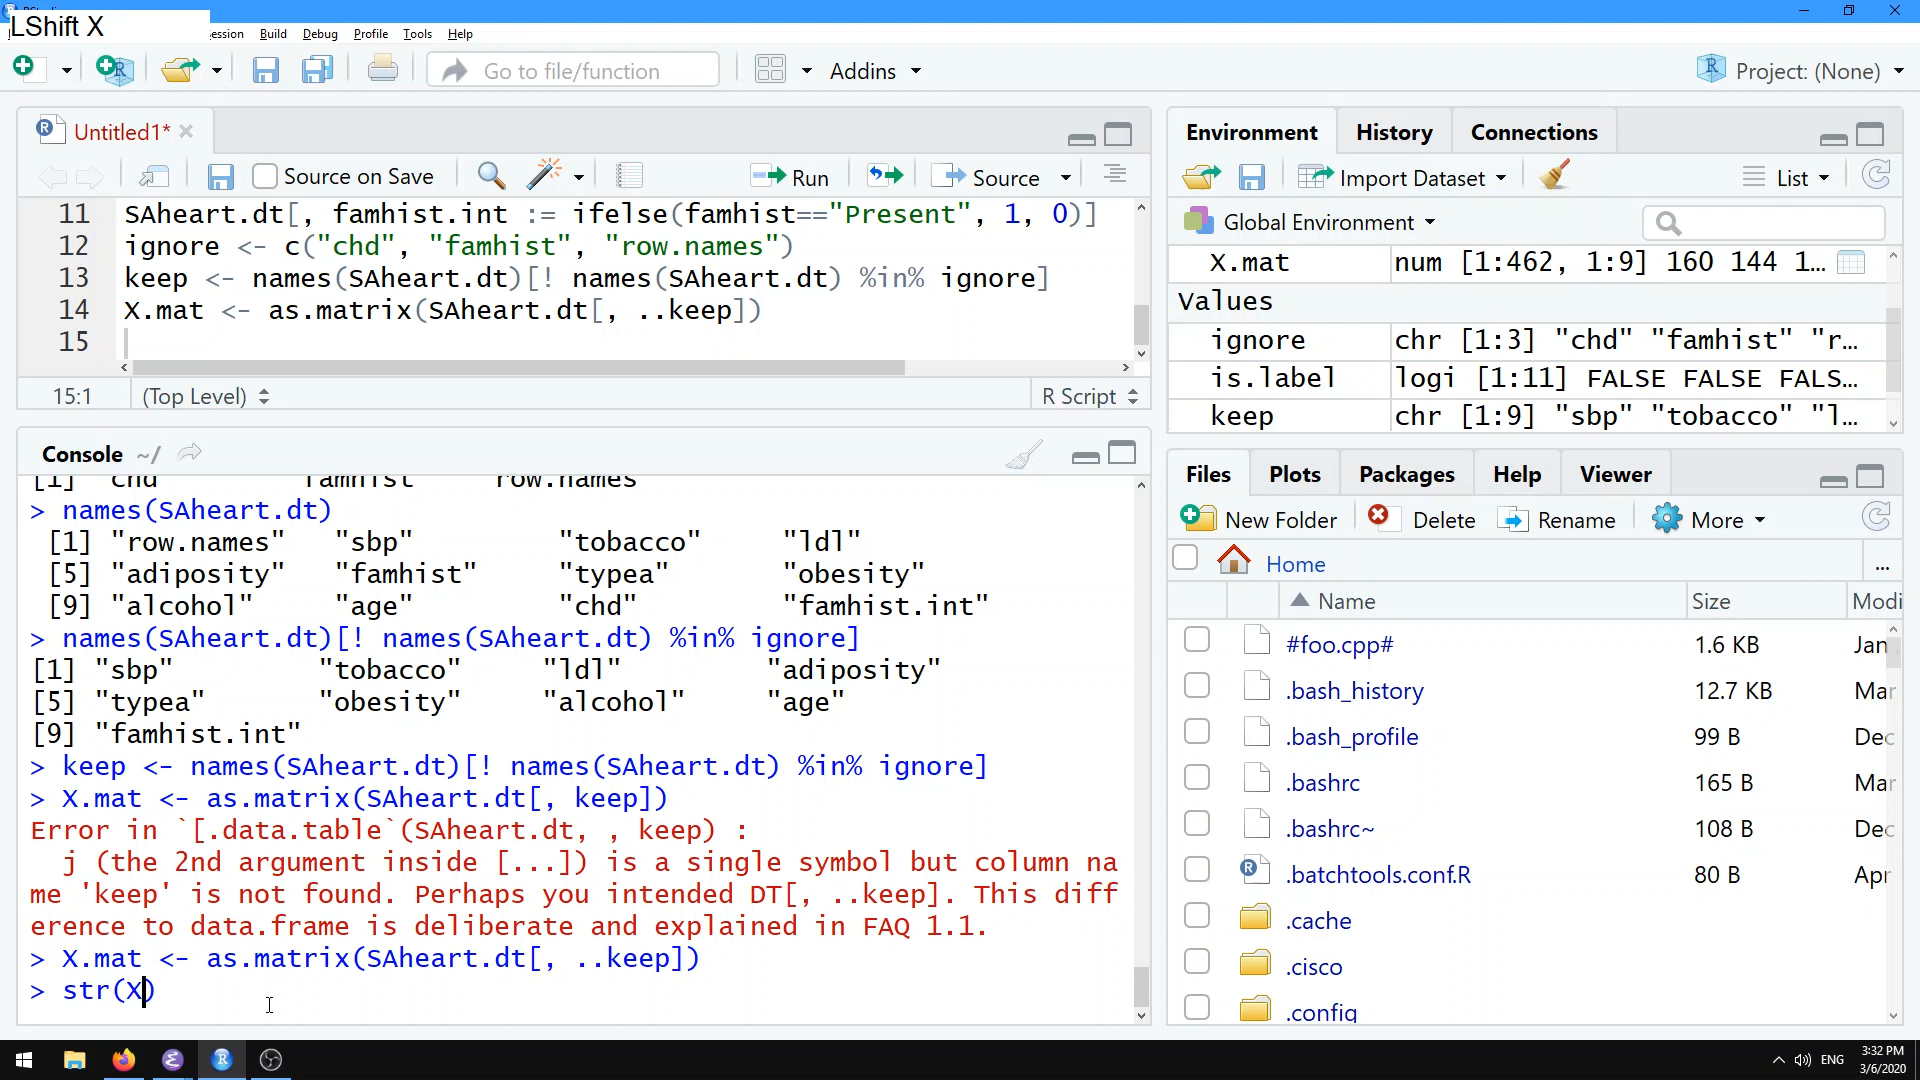 LShift X
ession Build Debug Profile Tools Help
Go to file/function
Addins
Project: (None)
Untitled1*
Source on Save
Run
Source
11 SAheart.dt[, famhist.int := ifelse(famhist=="Present", 1, 0)]
12 ignore <- c("chd", "famhist", "row.names")
13 keep <- names(SAheart.dt)[! names(SAheart.dt) %in% ignore]
14 X.mat <- as.matrix(SAheart.dt[, ..keep])
15
15:1 (Top Level) R Script
Console ~/
[1] "chd" "famhist" "row.names"
> names(SAheart.dt)
[1] "row.names" "sbp" "tobacco" "ldl"
[5] "adiposity" "famhist" "typea" "obesity"
[9] "alcohol" "age" "chd" "famhist.int"
> names(SAheart.dt)[! names(SAheart.dt) %in% ignore]
[1] "sbp" "tobacco" "ldl" "adiposity"
[5] "typea" "obesity" "alcohol" "age"
[9] "famhist.int"
> keep <- names(SAheart.dt)[! names(SAheart.dt) %in% ignore]
> X.mat <- as.matrix(SAheart.dt[, keep])
Error in `[.data.table`(SAheart.dt, , keep) :
j (the 2nd argument inside [...]) is a single symbol but column na
me 'keep' is not found. Perhaps you intended DT[, ..keep]. This diff
erence to data.frame is deliberate and explained in FAQ 1.1.
> X.mat <- as.matrix(SAheart.dt[, ..keep])
> str(X)
Environment History Connections
Import Dataset
List
Global Environment
X.mat num [1:462, 1:9] 160 144 1...
Values
ignore chr [1:3] "chd" "famhist" "r...
is.label logi [1:11] FALSE FALSE FALS...
keep chr [1:9] "sbp" "tobacco" "l...
Files Plots Packages Help Viewer
New Folder Delete Rename More
Home ...
Name Size Modi
#foo.cpp# 1.6 KB Jan
.bash_history 12.7 KB Mar
.bash_profile 99 B Dec
.bashrc 165 B Mar
.bashrc~ 108 B Dec
.batchtools.conf.R 80 B Apr
.cache
.cisco
.config
ENG
3:32 PM
3/6/2020